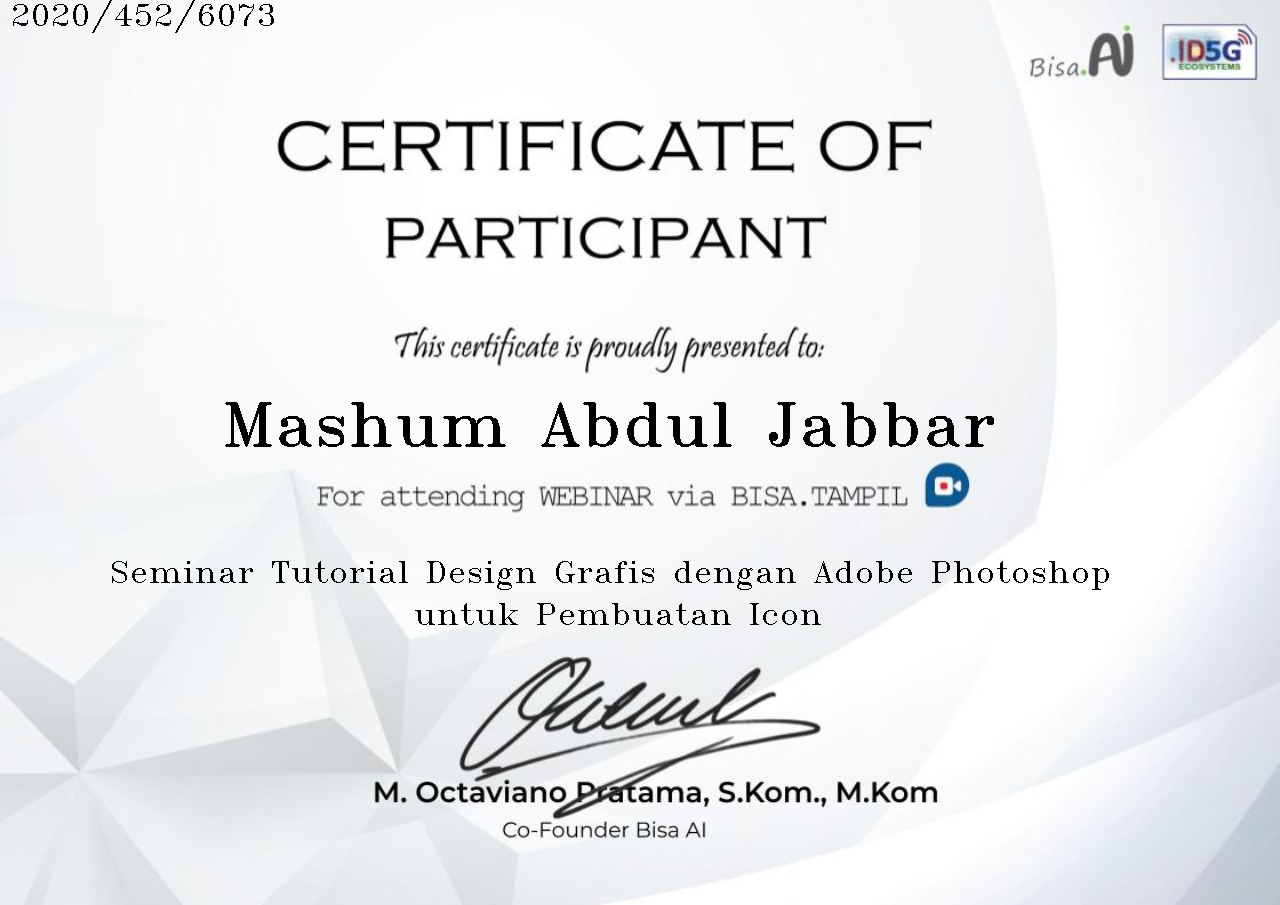 2020/452/6073
Bisa.Ai
.ID5G
ECOSYSTEMS
CERTIFICATE OF
PARTICIPANT
This certificate is proudly presented to:
Mashum Abdul Jabbar
For attending WEBINAR via BISA.TAMPIL
Seminar Tutorial Design Grafis dengan Adobe Photoshop
untuk Pembuatan Icon
M. Octaviano Pratama, S.Kom., M.Kom
Co-Founder Bisa AI